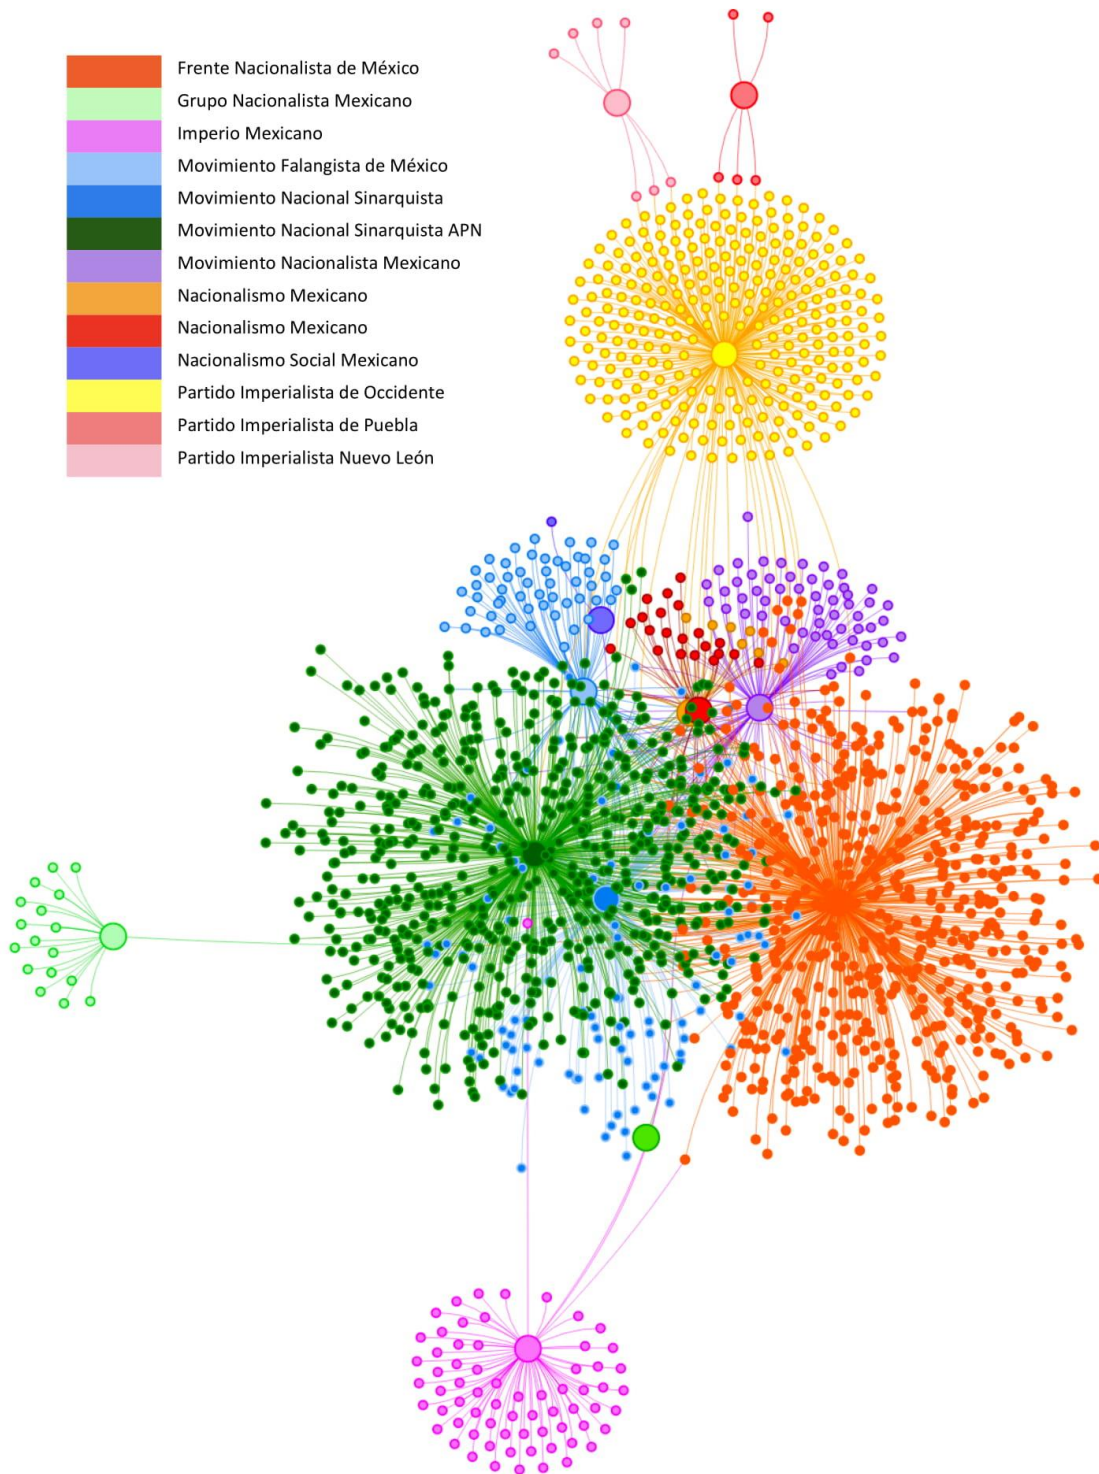 Frente Nacionalista de México
Grupo Nacionalista Mexicano
Imperio Mexicano
Movimiento Falangista de México
Movimiento Nacional Sinarquista
Movimiento Nacional Sinarquista APN
Movimiento Nacionalista Mexicano
Nacionalismo Mexicano
Nacionalismo Mexicano
Nacionalismo Social Mexicano
Partido Imperialista de Occidente
Partido Imperialista de Puebla
Partido Imperialista Nuevo León